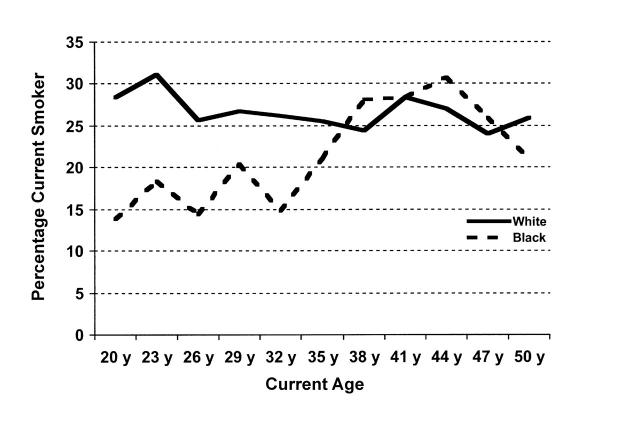 35
30
25
20
15
10
5
0
Percentage Current Smoker
White
Black
20 y 23 y 26 y 29 y 32 y 35 y 38 y 41 y 44 y 47 y 50 y
Current Age